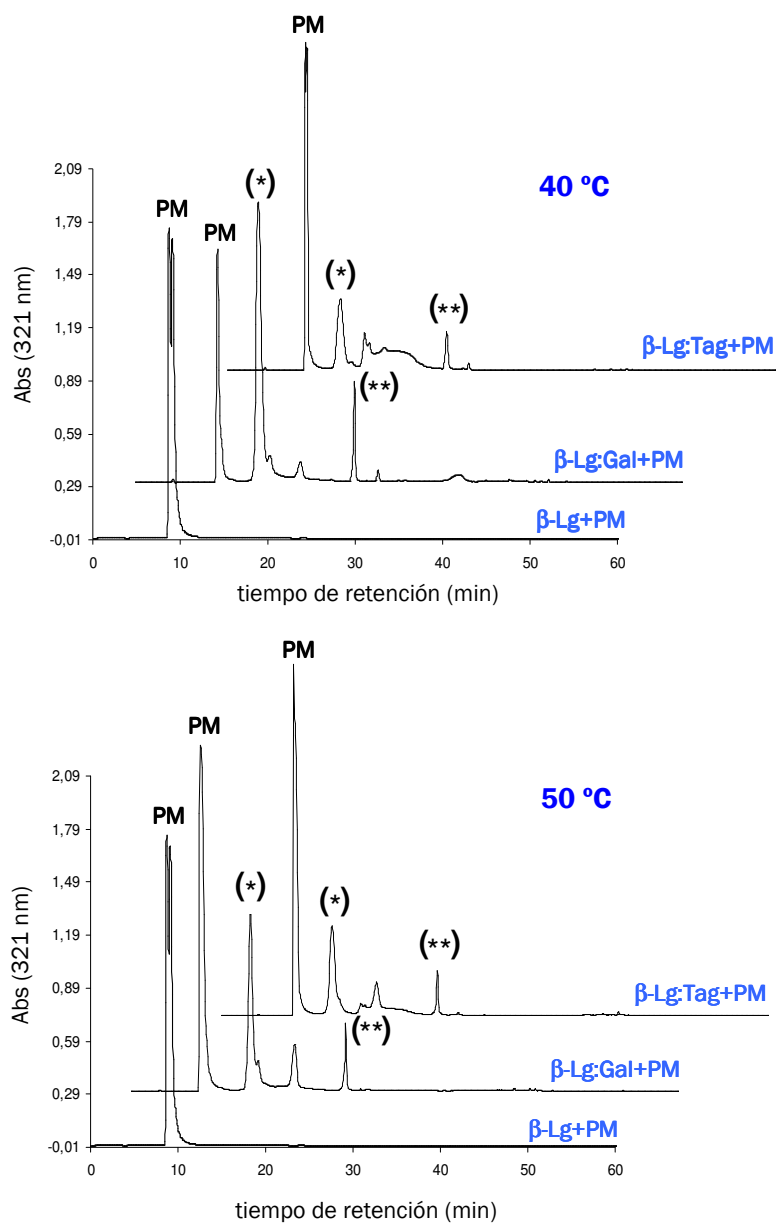 PM
2,09
(*)
40 ºC
1,79
PM
PM
1,49
(*)
(**)
1,19
β-Lg:Tag+PM
0,89
(**)
0,59
β-Lg:Gal+PM
0,29
β-Lg+PM
-0,01
Abs (321 nm)
0 10 20 30 40 50 60
tiempo de retención (min)
PM
PM
2,09
50 ºC
PM
1,79
1,49
(*)
(*)
1,19
(**)
0,89
β-Lg:Tag+PM
0,59
(**)
β-Lg:Gal+PM
0,29
β-Lg+PM
-0,01
Abs (321 nm)
0 10 20 30 40 50 60
tiempo de retención (min)